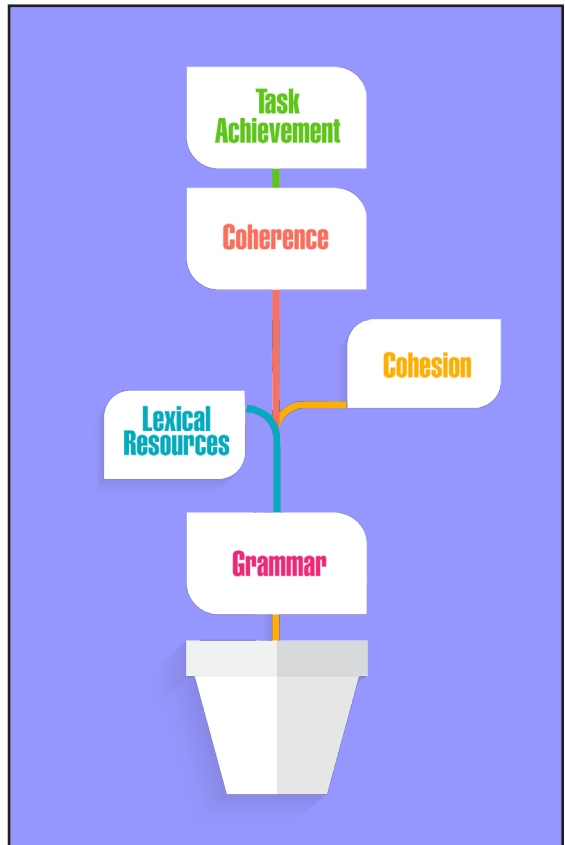 Task
Achievement
Coherence
Cohesion
Lexical
Resources
Grammar